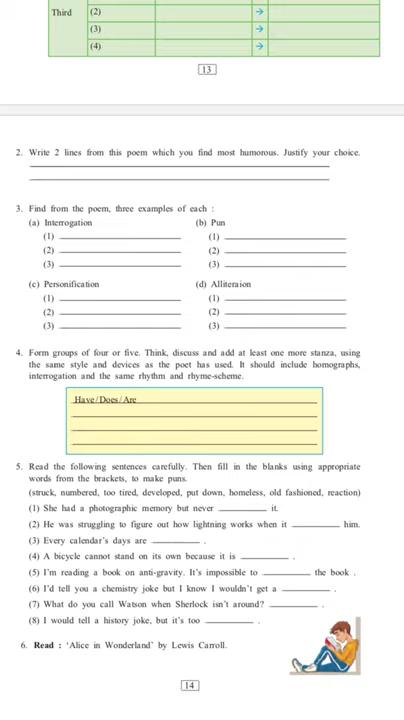 Third (2) →
(3) →
(4) →
13
2. Write 2 lines from this poem which you find most humorous. Justify your choice.
3. Find from the poem, three examples of each :
(a) Interrogation (b) Pun
(1) (1)
(2) (2)
(3) (3)
(c) Personification (d) Alliteraion
(1) (1)
(2) (2)
(3) (3)
4. Form groups of four or five. Think, discuss and add at least one more stanza, using
the same style and devices as the poet has used. It should include homographs,
interrogation and the same rhythm and rhyme-scheme.
Have/Does/Are
5. Read the following sentences carefully. Then fill in the blanks using appropriate
words from the brackets, to make puns.
(struck, numbered, too tired, developed, put down, homeless, old fashioned, reaction)
(1) She had a photographic memory but never ________ it.
(2) He was struggling to figure out how lightning works when it ________ him.
(3) Every calendar's days are ________ .
(4) A bicycle cannot stand on its own because it is ________ .
(5) I'm reading a book on anti-gravity. It's impossible to ________ the book .
(6) I'd tell you a chemistry joke but I know I wouldn't get a ________ .
(7) What do you call Watson when Sherlock isn't around? ________ .
(8) I would tell a history joke, but it's too ________ .
6. Read : 'Alice in Wonderland' by Lewis Carroll.
14